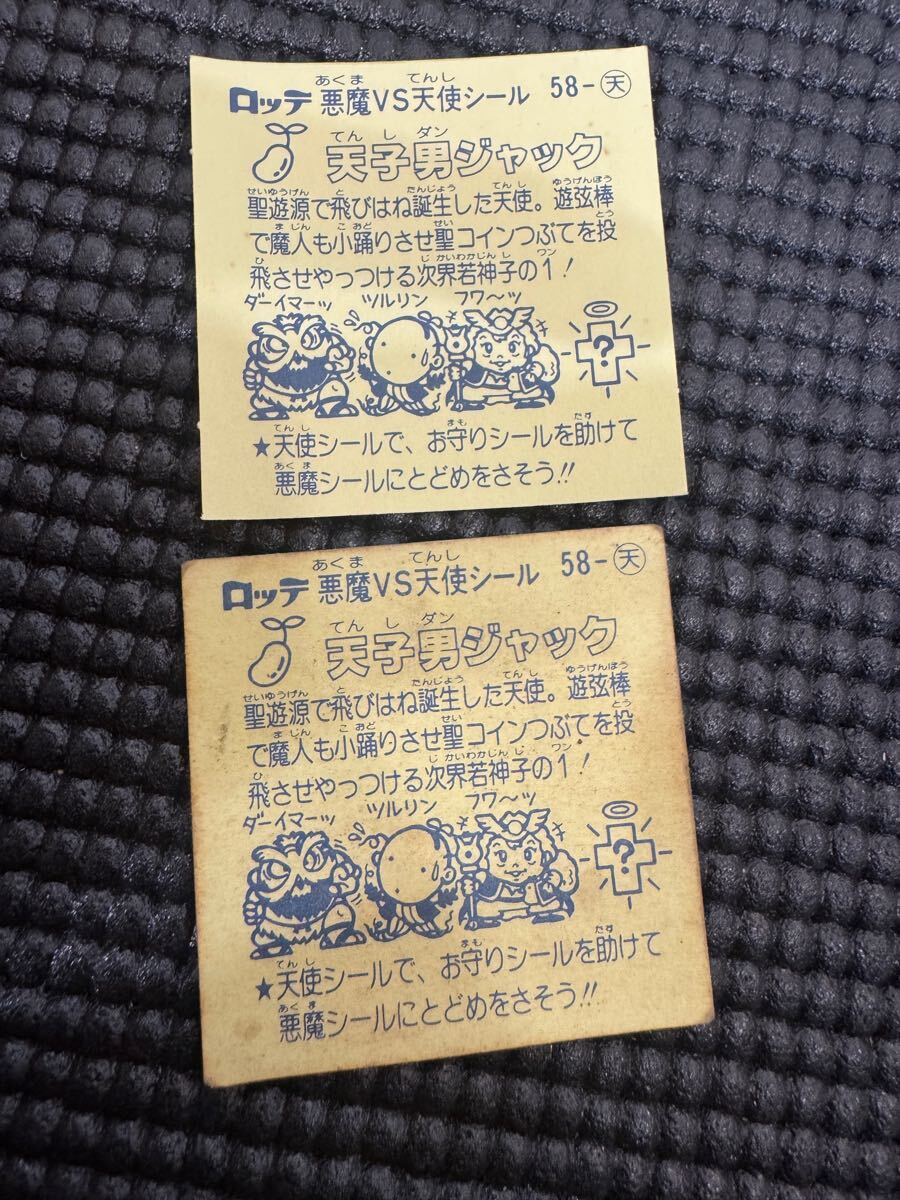 あくま てんし
ロッテ 悪魔VS天使シール 58-天
てんし ダン
天子男ジャック
せいゆうげん と たんじょう てんし ゆうげんぼう
聖遊源で飛びはね誕生した天使。遊弦棒
まじん こおど せい とう
で魔人も小踊りさせ聖コインつぶてを投
ひ じかいわかじんし ワン
飛させやっつける次界若神子の1!
ダーイマーッ ツルリン フワ〜ツ
?
てんし まも たす
★天使シールで、お守りシールを助けて
あくま
悪魔シールにとどめをさそう!!
あくま てんし
ロッテ 悪魔VS天使シール 58-天
てんし ダン
天子男ジャック
せいゆうげん と たんじょう てんし ゆうげんぼう
聖遊源で飛びはね誕生した天使。遊弦棒
まじん こおど せい とう
で魔人も小踊りさせ聖コインつぶてを投
ひ じかいわかじんし ワン
飛させやっつける次界若神子の1!
ダーイマーッ ツルリン フワ〜ツ
?
てんし まも たす
★天使シールで、お守りシールを助けて
あくま
悪魔シールにとどめをさそう!!